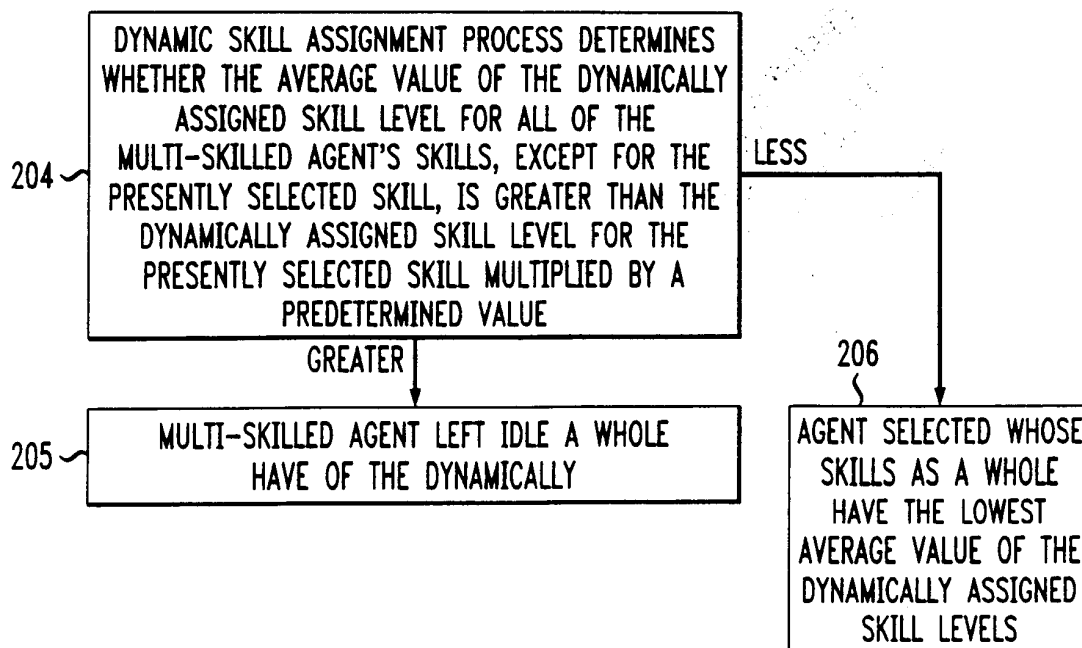 DYNAMIC SKILL ASSIGNMENT PROCESS DETERMINES
WHETHER THE AVERAGE VALUE OF THE DYNAMICALLY
ASSIGNED SKILL LEVEL FOR ALL OF THE
MULTI-SKILLED AGENT'S SKILLS, EXCEPT FOR THE
PRESENTLY SELECTED SKILL, IS GREATER THAN THE
DYNAMICALLY ASSIGNED SKILL LEVEL FOR THE
PRESENTLY SELECTED SKILL MULTIPLIED BY A
PREDETERMINED VALUE
204
LESS
GREATER
206
205
MULTI-SKILLED AGENT LEFT IDLE A WHOLE
HAVE OF THE DYNAMICALLY
AGENT SELECTED WHOSE
SKILLS AS A WHOLE
HAVE THE LOWEST
AVERAGE VALUE OF THE
DYNAMICALLY ASSIGNED
SKILL LEVELS